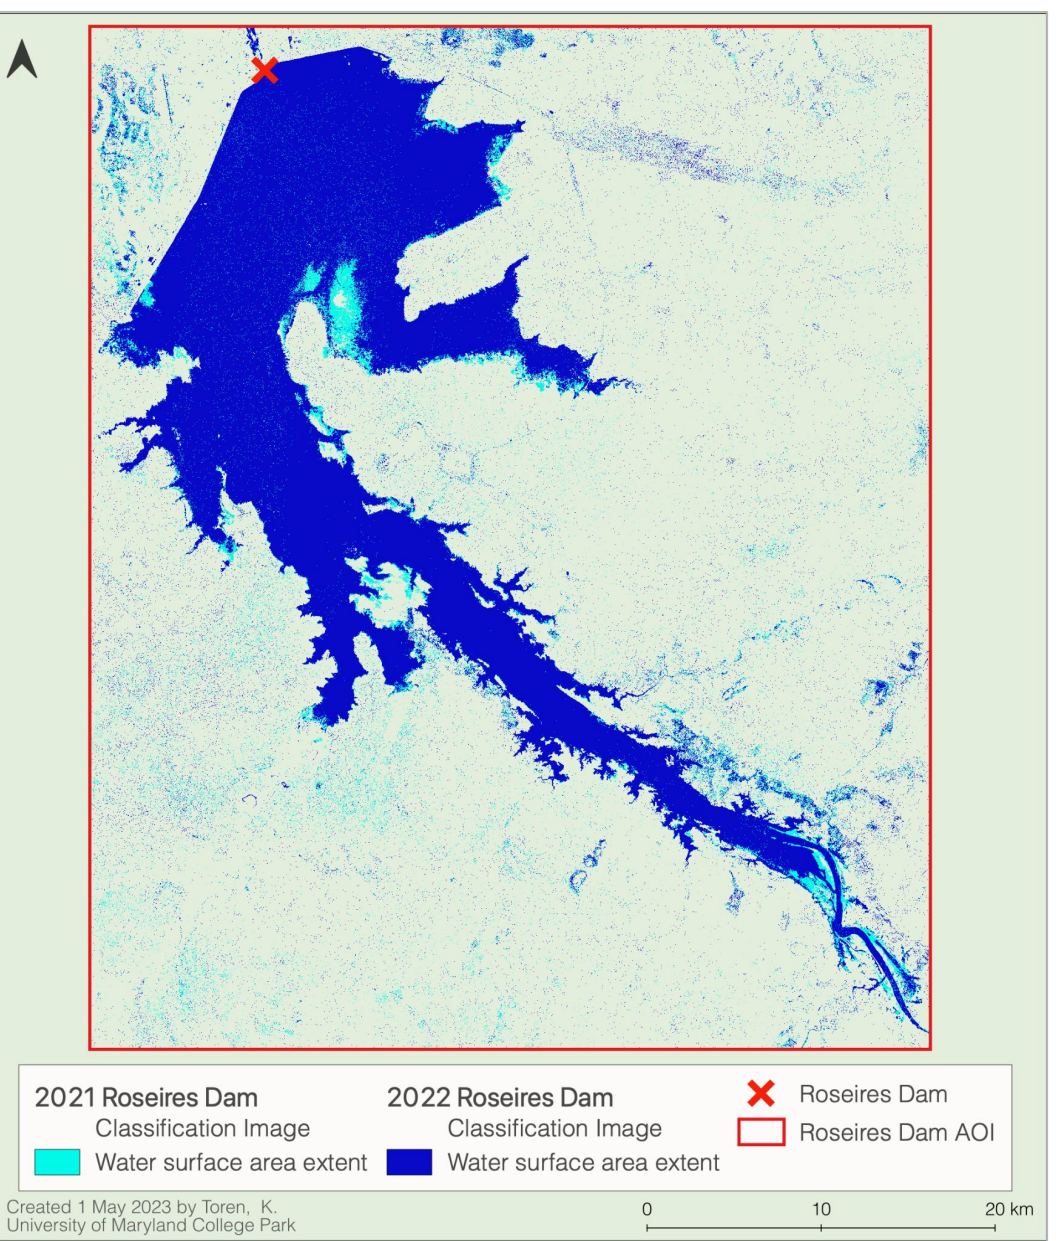 2021 Roseires Dam
Classification Image
Water surface area extent
2022 Roseires Dam
Classification Image
Water surface area extent
Roseires Dam
Roseires Dam AOI
Created 1 May 2023 by Toren, K.
University of Maryland College Park
0 10 20 km